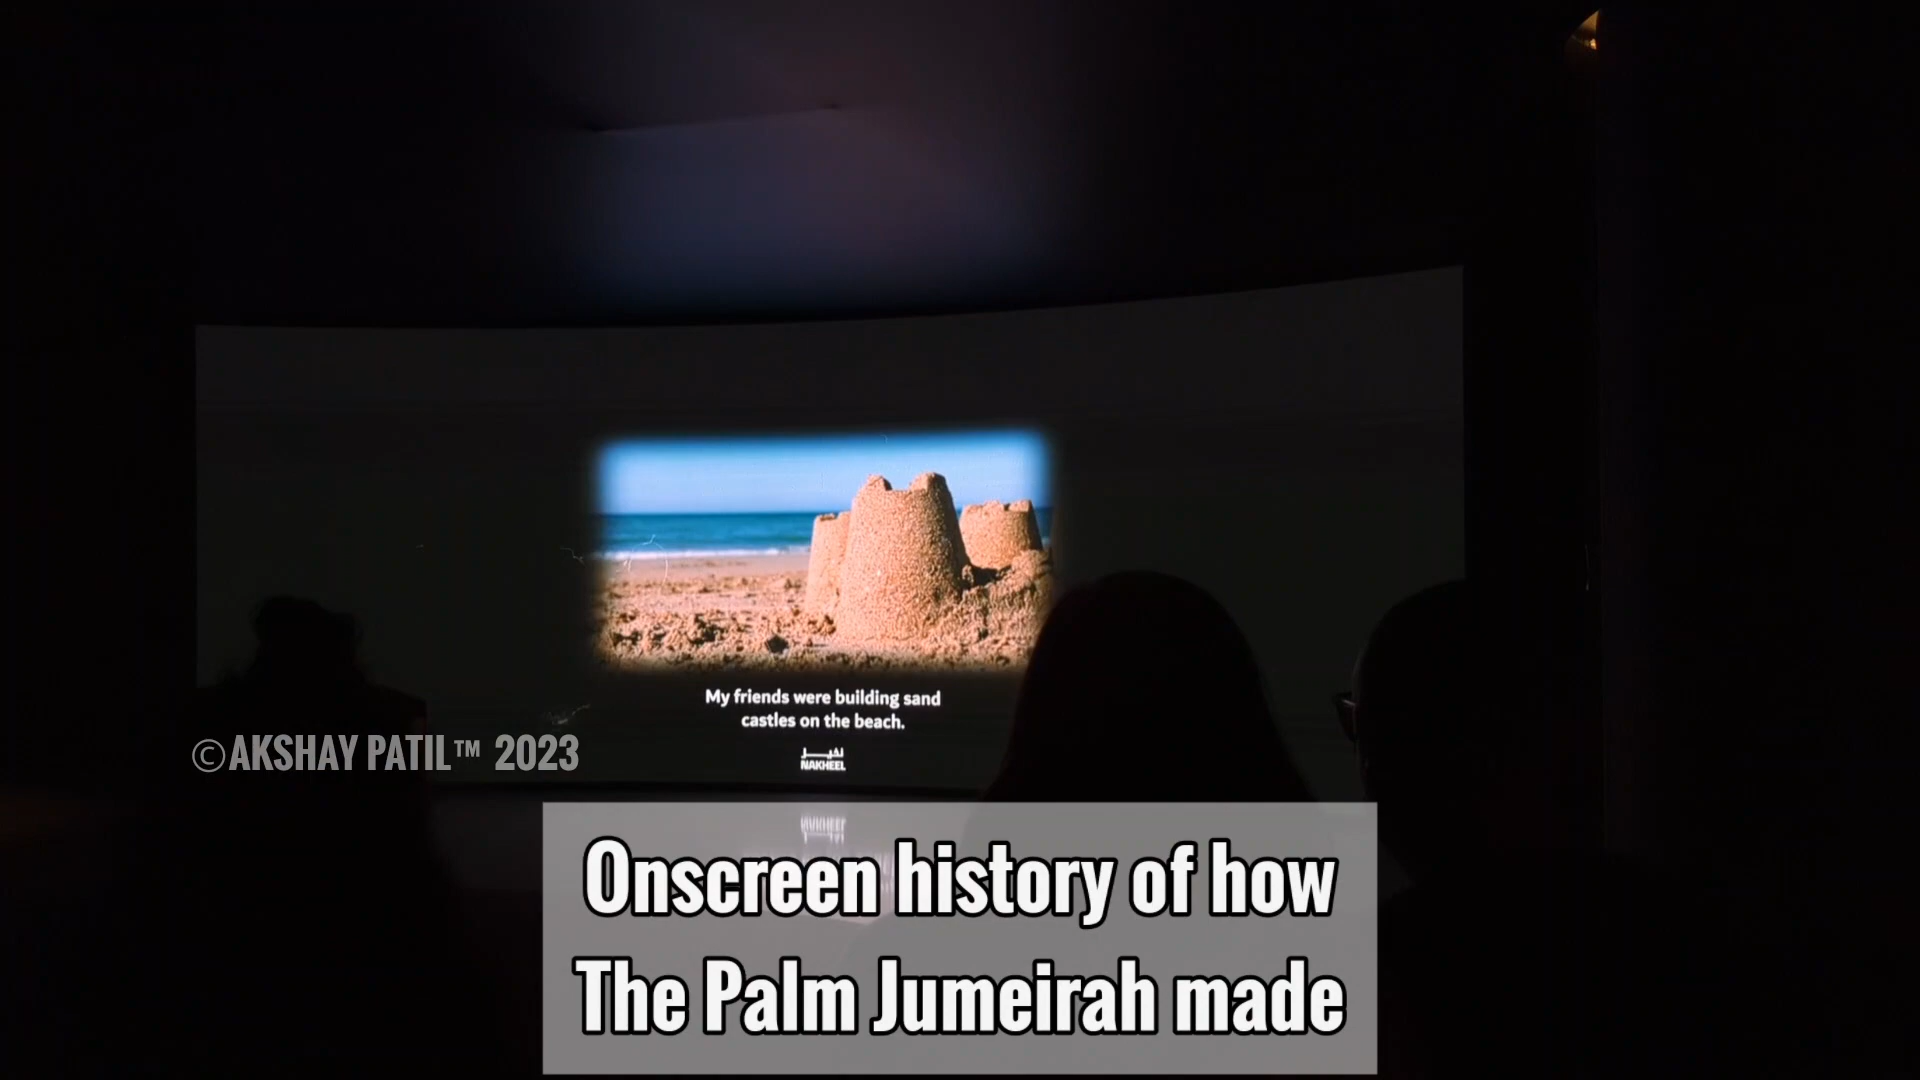 My friends were building sand
castles on the beach.
نخيل
NAKHEEL
©AKSHAY PATIL™ 2023
Onscreen history of how
The Palm Jumeirah made